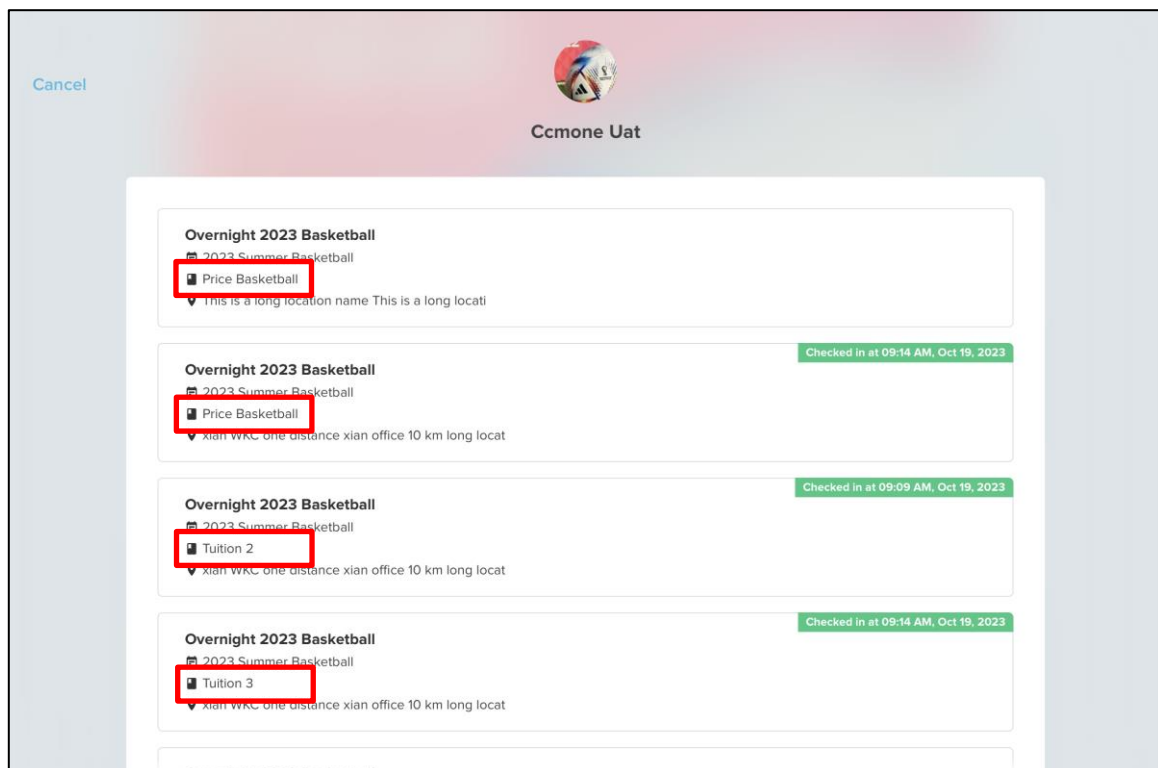 Cancel
Ccmone Uat
Overnight 2023 Basketball
2023 Summer Basketball
Price Basketball
This is a long location name This is a long locati
Checked in at 09:14 AM, Oct 19, 2023
Overnight 2023 Basketball
2023 Summer Basketball
Price Basketball
xian WKC one distance xian office 10 km long locat
Checked in at 09:09 AM, Oct 19, 2023
Overnight 2023 Basketball
2023 Summer Basketball
Tuition 2
xian WKC one distance xian office 10 km long locat
Checked in at 09:14 AM, Oct 19, 2023
Overnight 2023 Basketball
2023 Summer Basketball
Tuition 3
xian WKC one distance xian office 10 km long locat